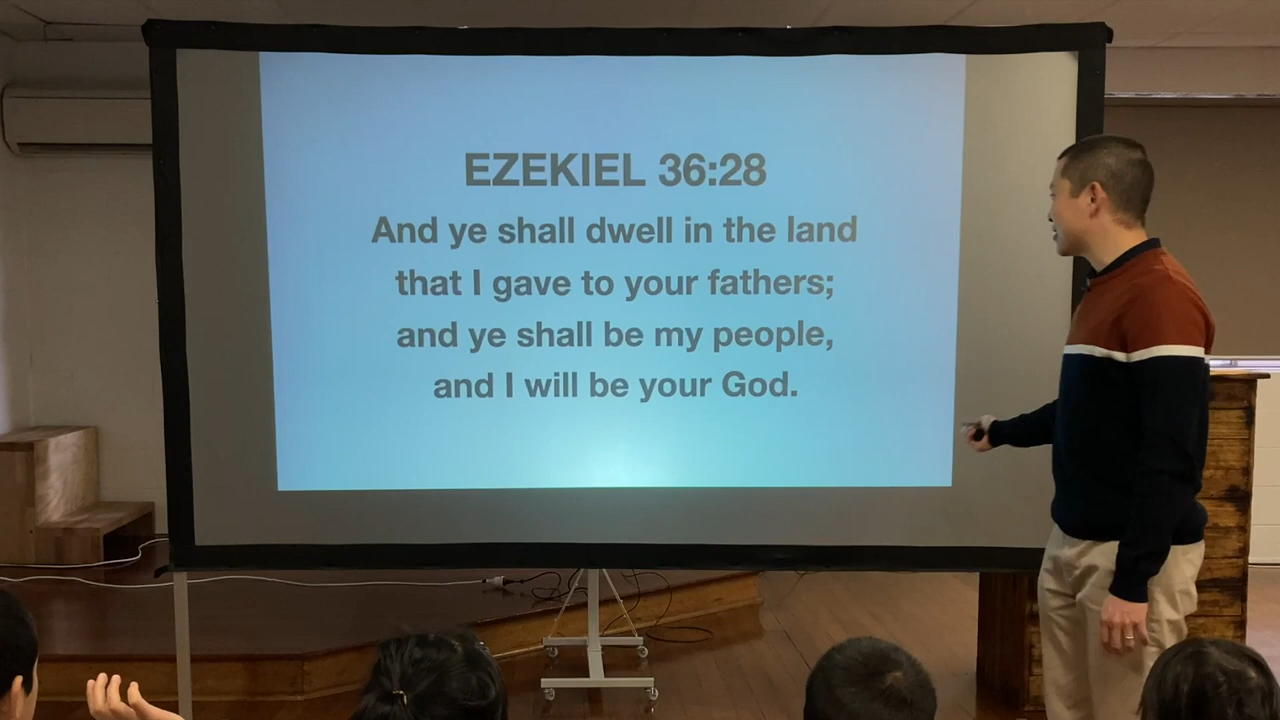 EZEKIEL 36:28
And ye shall dwell in the land
that I gave to your fathers;
and ye shall be my people,
and I will be your God.